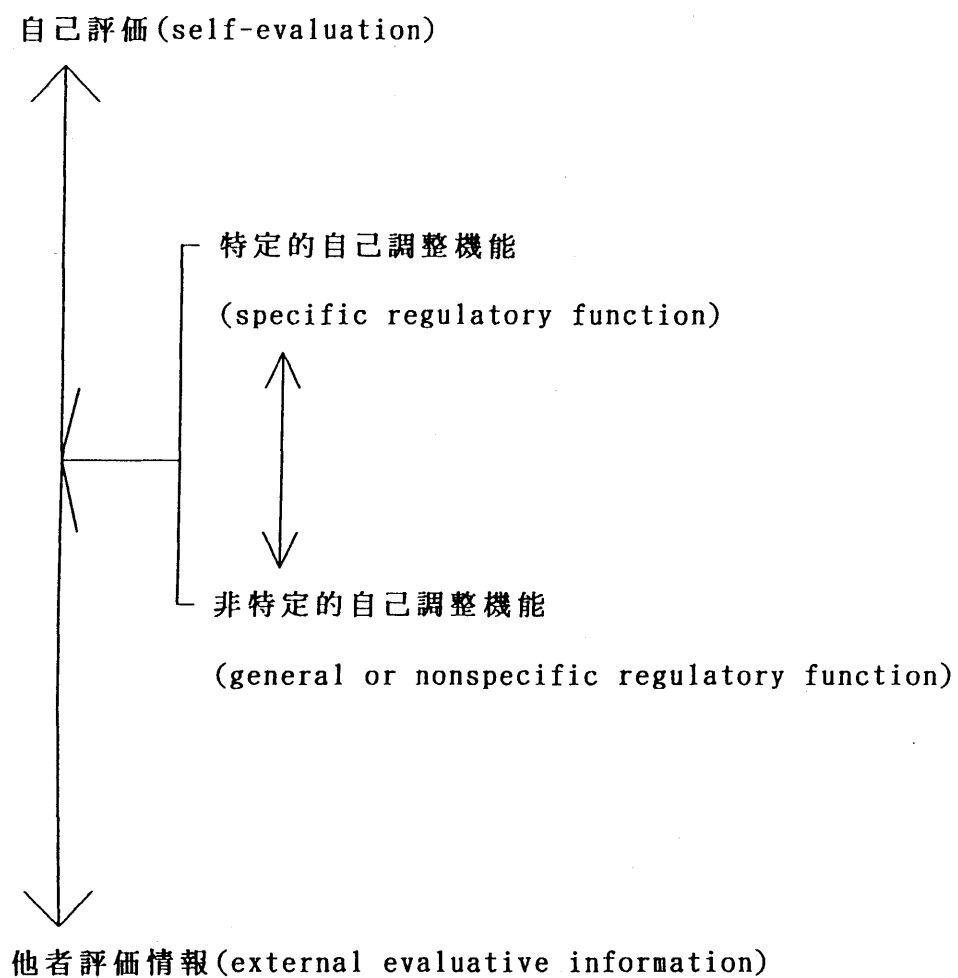 自己評価(self-evaluation)
特定的自己調整機能
(specific regulatory function)
非特定的自己調整機能
(general or nonspecific regulatory function)
他者評価情報(external evaluative information)